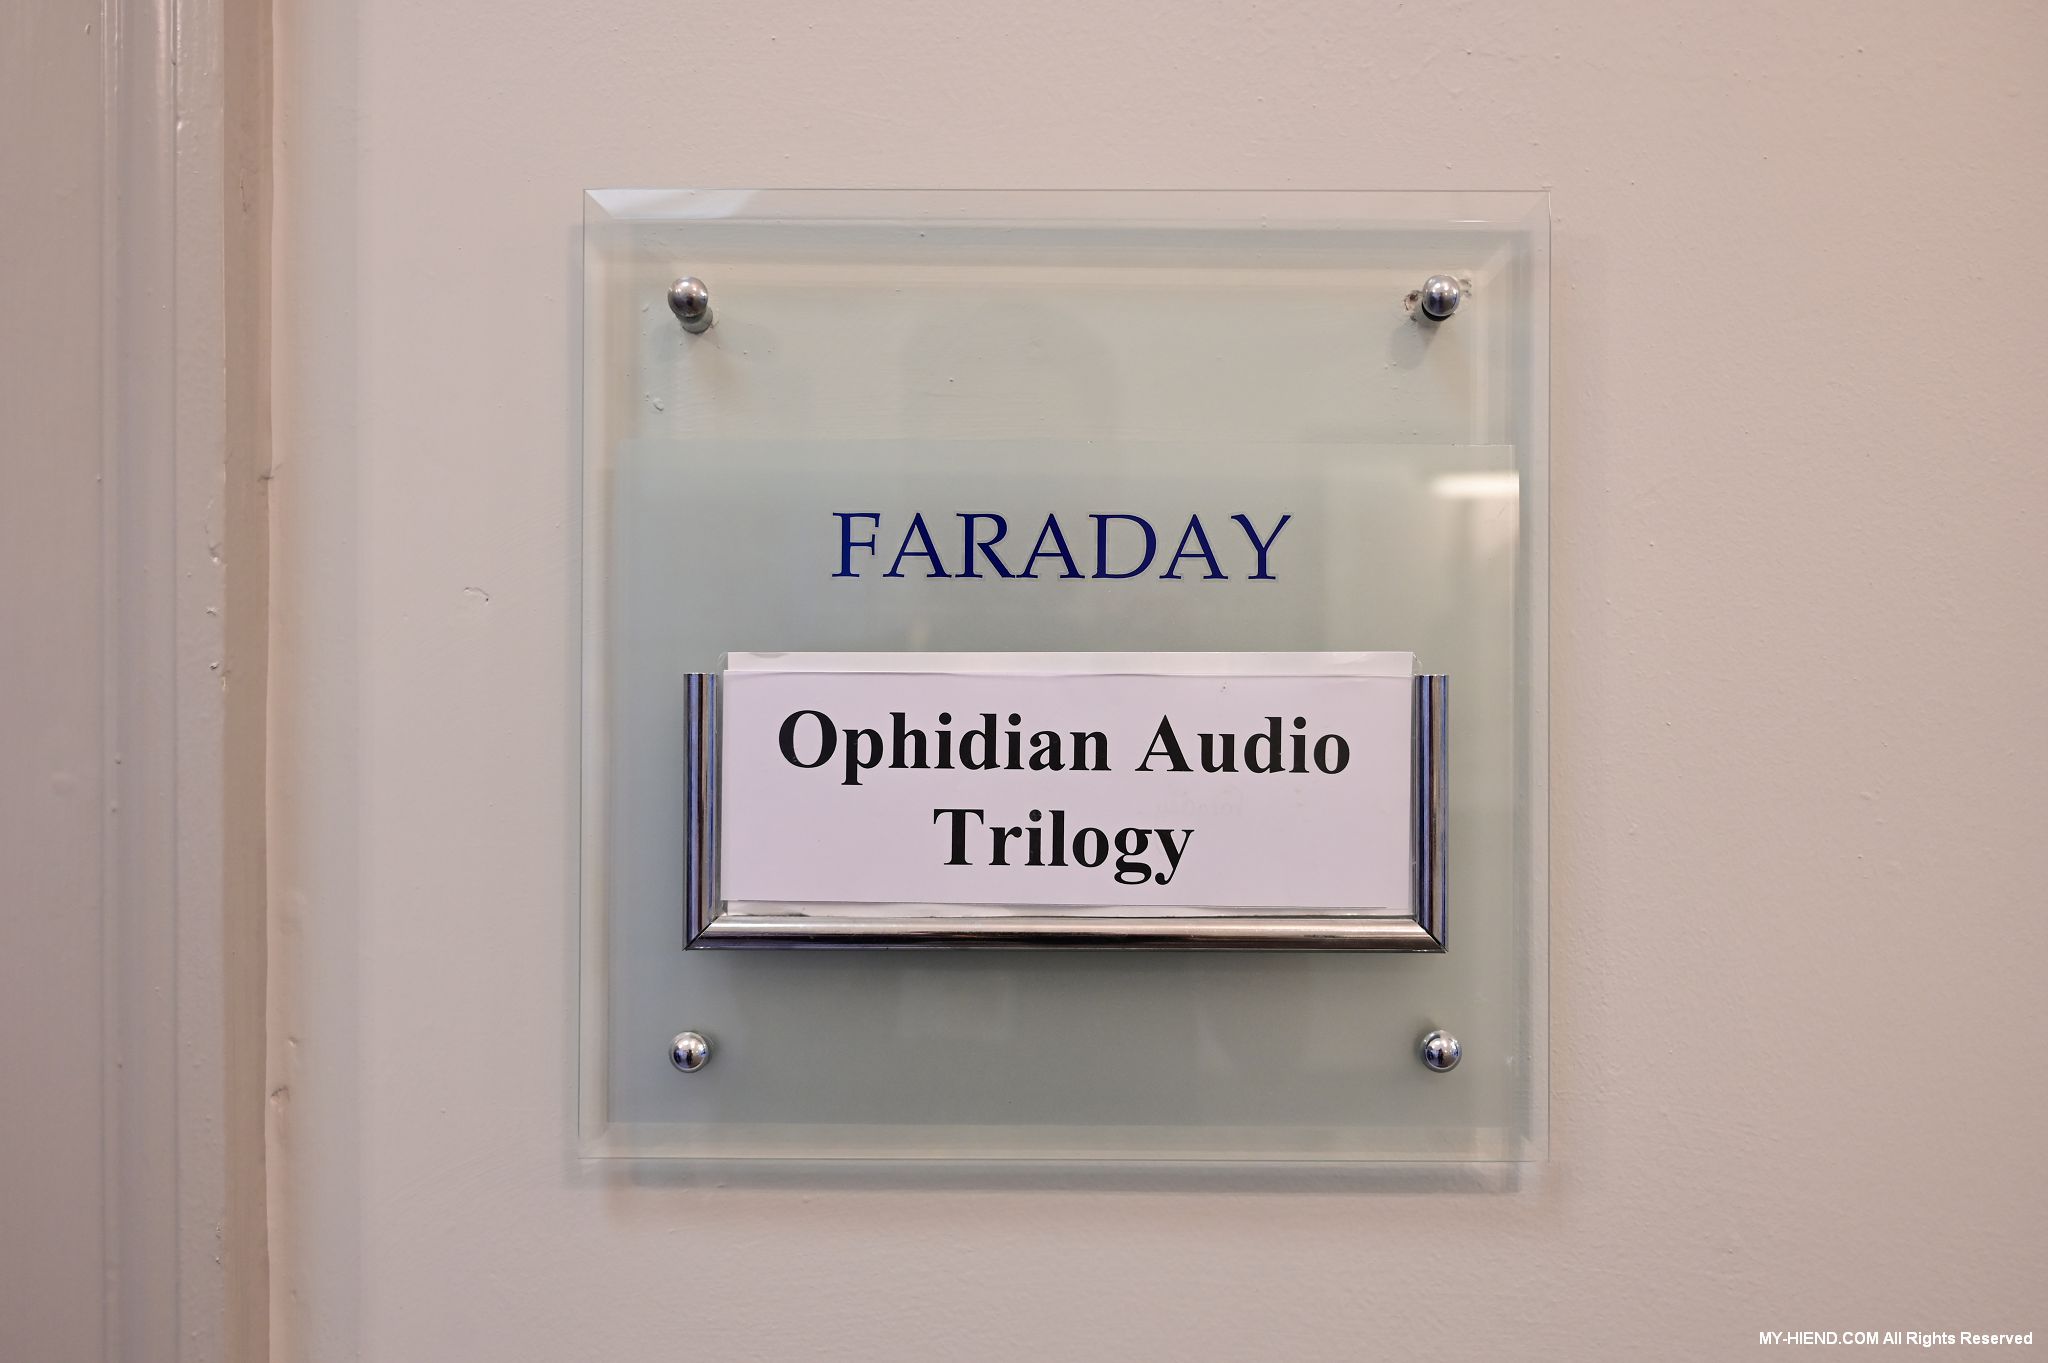 FARADAY
Ophidian Audio
Trilogy
MY-HIEND.COM All Rights Reserved